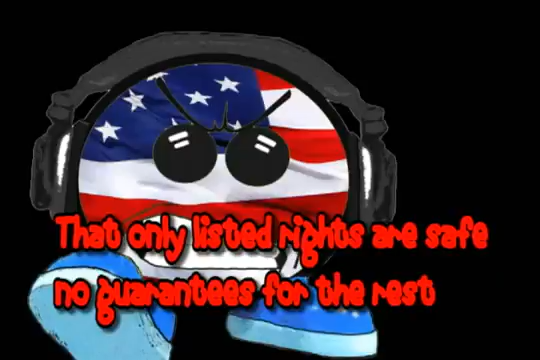 That only listed rights are safe
no guarantees for the rest